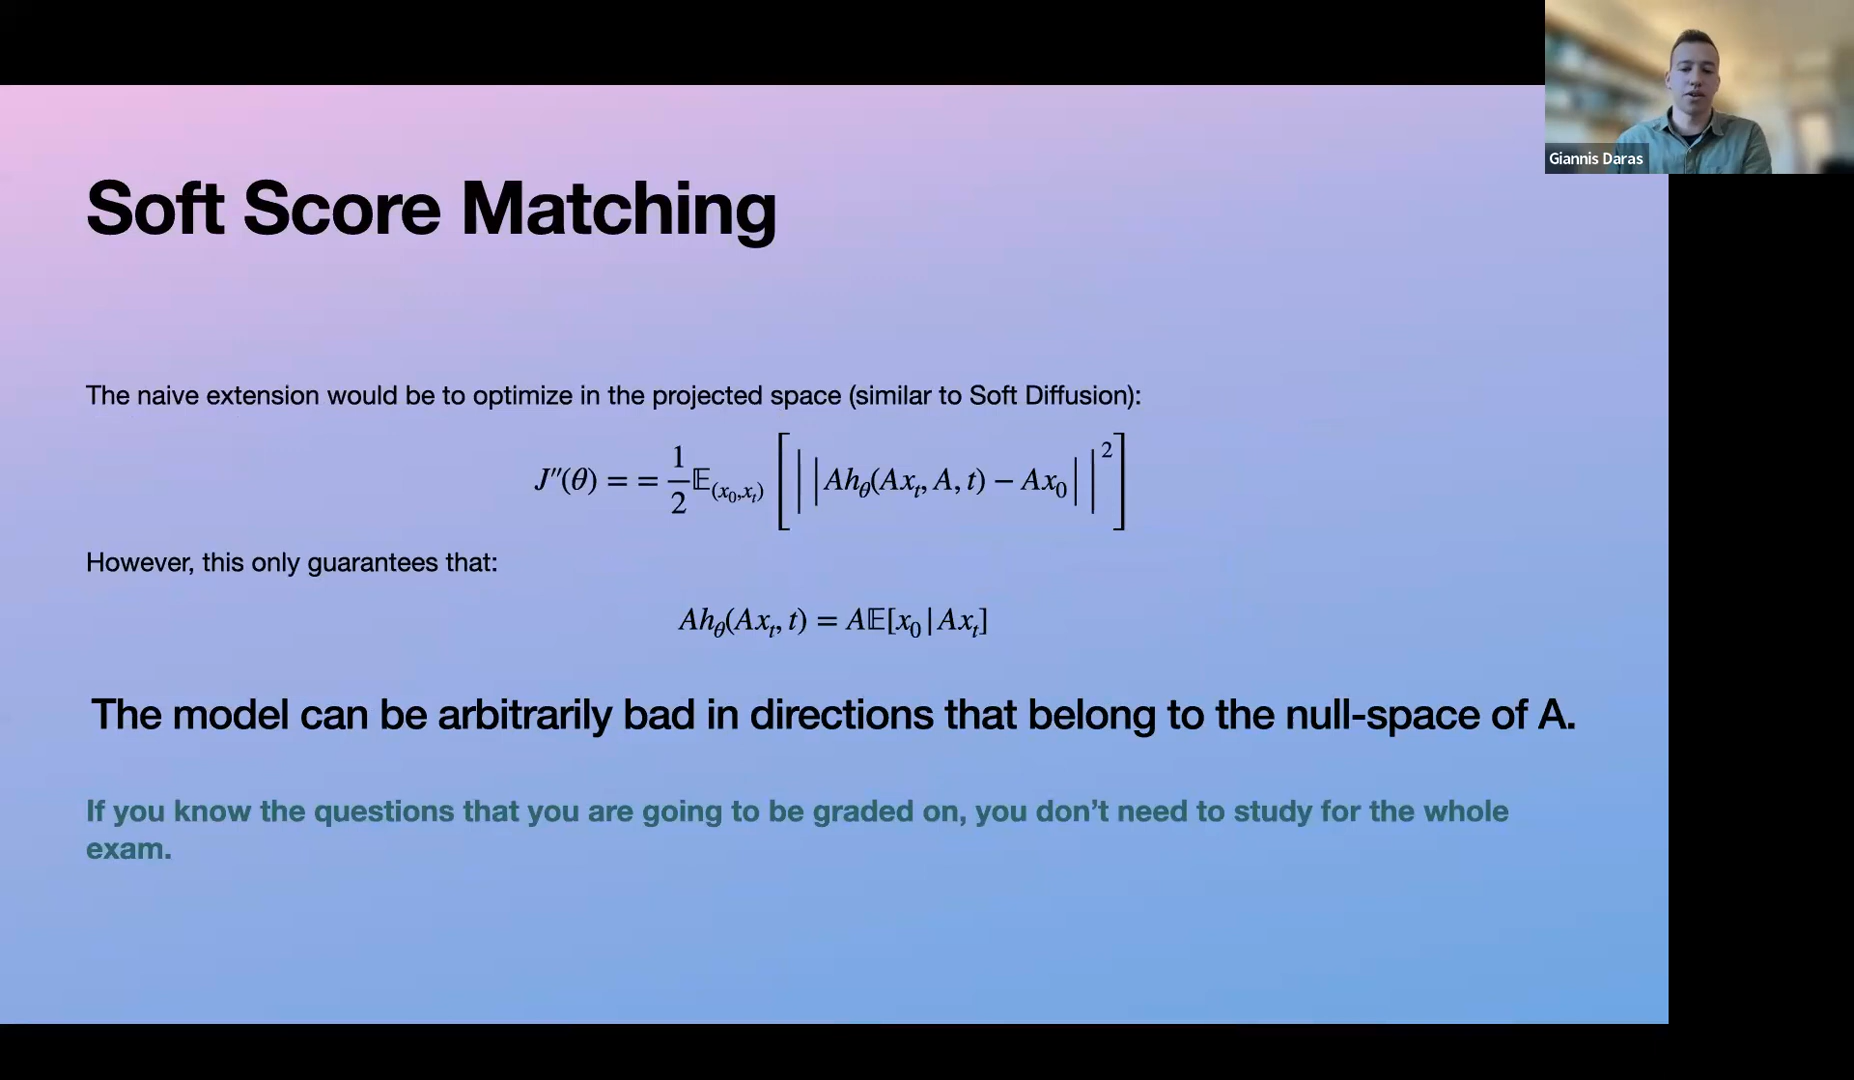 Giannis Daras
Soft Score Matching
The naive extension would be to optimize in the projected space (similar to Soft Diffusion):
J″(θ) = = 1/2 𝔼_(x₀,xₜ) [ || Ah_θ(Axₜ, A, t) − Ax₀ ||² ]
However, this only guarantees that:
Ah_θ(Axₜ, t) = A𝔼[x₀|Axₜ]
The model can be arbitrarily bad in directions that belong to the null-space of A.
If you know the questions that you are going to be graded on, you don’t need to study for the whole
exam.